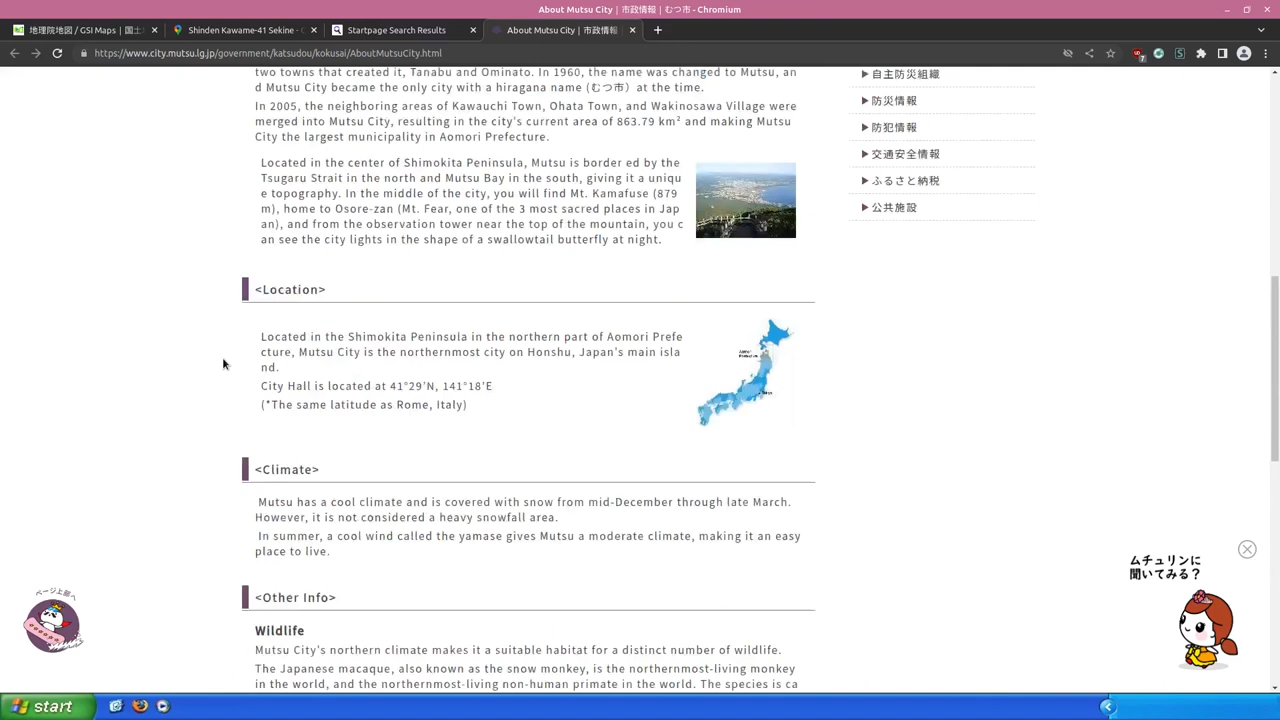 About Mutsu City | 市政情報 | むつ市 - Chromium
地理院地図 / GSI Maps | 国土
Shinden Kawame-41 Sekine -
Startpage Search Results
About Mutsu City | 市政情報
https://www.city.mutsu.lg.jp/government/katsudou/kokusai/AboutMutsuCity.html
7
two towns that created it, Tanabu and Ominato. In 1960, the name was changed to Mutsu, an
d Mutsu City became the only city with a hiragana name (むつ市) at the time.
In 2005, the neighboring areas of Kawauchi Town, Ohata Town, and Wakinosawa Village were
merged into Mutsu City, resulting in the city's current area of 863.79 km² and making Mutsu
City the largest municipality in Aomori Prefecture.
Located in the center of Shimokita Peninsula, Mutsu is border ed by the
Tsugaru Strait in the north and Mutsu Bay in the south, giving it a uniqu
e topography. In the middle of the city, you will find Mt. Kamafuse (879
m), home to Osore-zan (Mt. Fear, one of the 3 most sacred places in Jap
an), and from the observation tower near the top of the mountain, you c
an see the city lights in the shape of a swallowtail butterfly at night.
<Location>
Located in the Shimokita Peninsula in the northern part of Aomori Prefe
cture, Mutsu City is the northernmost city on Honshu, Japan's main isla
nd.
City Hall is located at 41°29'N, 141°18'E
(*The same latitude as Rome, Italy)
Aomori
Prefecture
Tokyo
<Climate>
Mutsu has a cool climate and is covered with snow from mid-December through late March.
However, it is not considered a heavy snowfall area.
In summer, a cool wind called the yamase gives Mutsu a moderate climate, making it an easy
place to live.
<Other Info>
Wildlife
Mutsu City's northern climate makes it a suitable habitat for a distinct number of wildlife.
The Japanese macaque, also known as the snow monkey, is the northernmost-living monkey
in the world, and the northernmost-living non-human primate in the world. The species is ca
自主防災組織
防災情報
防犯情報
交通安全情報
ふるさと納税
公共施設
ページ上部へ
ムチュリンに
聞いてみる?
start